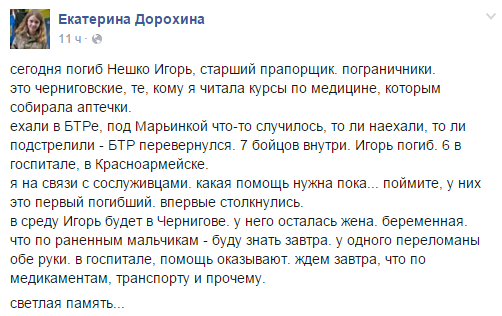 Екатерина Дорохина
11 ч ·
сегодня погиб Нешко Игорь, старший прапорщик. пограничники.
это черниговские, те, кому я читала курсы по медицине, которым
собирала аптечки.
ехали в БТРе, под Марьинкой что-то случилось, то ли наехали, то ли
подстрелили - БТР перевернулся. 7 бойцов внутри. Игорь погиб. 6 в
госпитале, в Красноармейске.
я на связи с сослуживцами. какая помощь нужна пока... поймите, у них
это первый погибший. впервые столкнулись.
в среду Игорь будет в Чернигове. у него осталась жена. беременная.
что по раненным мальчикам - буду знать завтра. у одного переломаны
обе руки. в госпитале, помощь оказывают. ждем завтра, что по
медикаментам, транспорту и прочему.
светлая память...